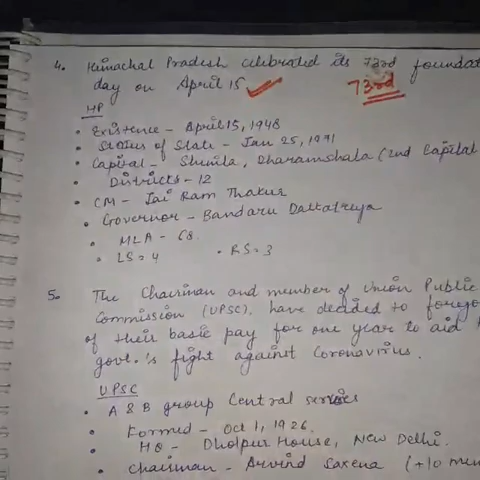 4. Himachal Pradesh celebrated its 73rd foundat
day on April 15 73rd
HP
• Existence - April 15, 1948
• Status of State - Jan 25, 1971
• Capital - Shimla, Dharamshala (2nd Capital
• Districts - 12
• CM - Jai Ram Thakur
• Governor - Bandaru Dattatreya
• MLA - 68
• LS = 4 • RS = 3
5. The Chairman and member of Union Public
Commission (UPSC), have decided to forego
of their basic pay for one year to aid
govt.'s fight against Coronavirus.
UPSC
• A & B group Central services
• Formed - Oct 1, 1926.
• HQ - Dholpur House, New Delhi.
• Chairman - Arvind Saxena (+10 mem